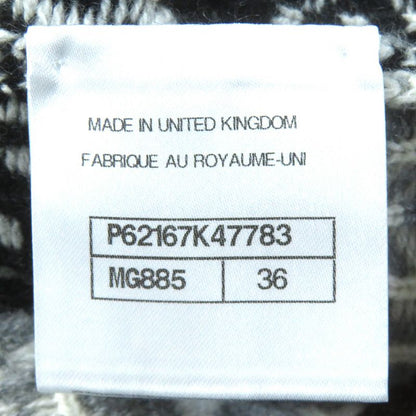 MADE IN UNITED KINGDOM
FABRIQUE AU ROYAUME-UNI
P62167K47783
MG885 36